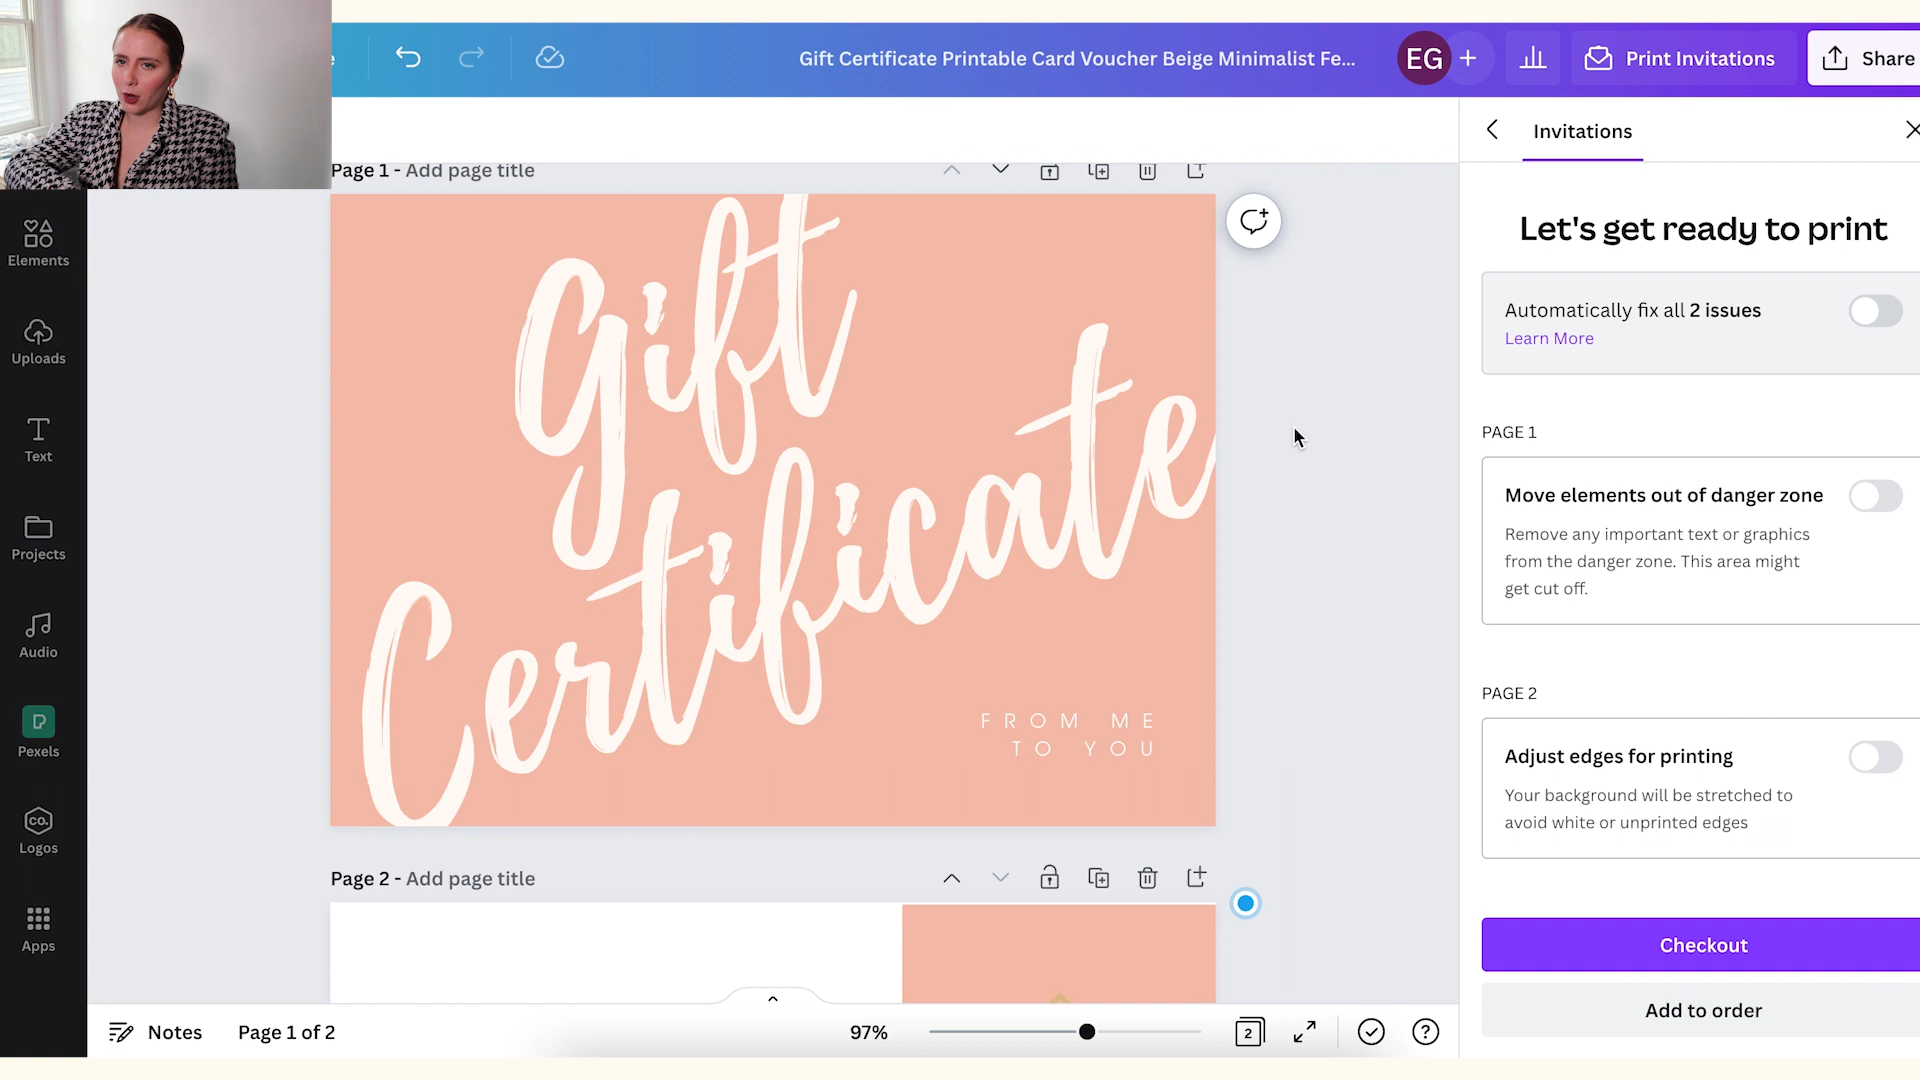 Gift Certificate Printable Card Voucher Beige Minimalist Fe...
EG
+
Print Invitations
Share
Page 1 - Add page title
Invitations
Let's get ready to print
Automatically fix all 2 issues
Learn More
PAGE 1
Move elements out of danger zone
Remove any important text or graphics
from the danger zone. This area might
get cut off.
PAGE 2
Adjust edges for printing
Your background will be stretched to
avoid white or unprinted edges
Checkout
Add to order
Elements
Uploads
Text
Projects
Audio
Pexels
CO.
Logos
Apps
Gift
Certificate
FROM ME
TO YOU
Page 2 - Add page title
Notes
Page 1 of 2
97%
2
?